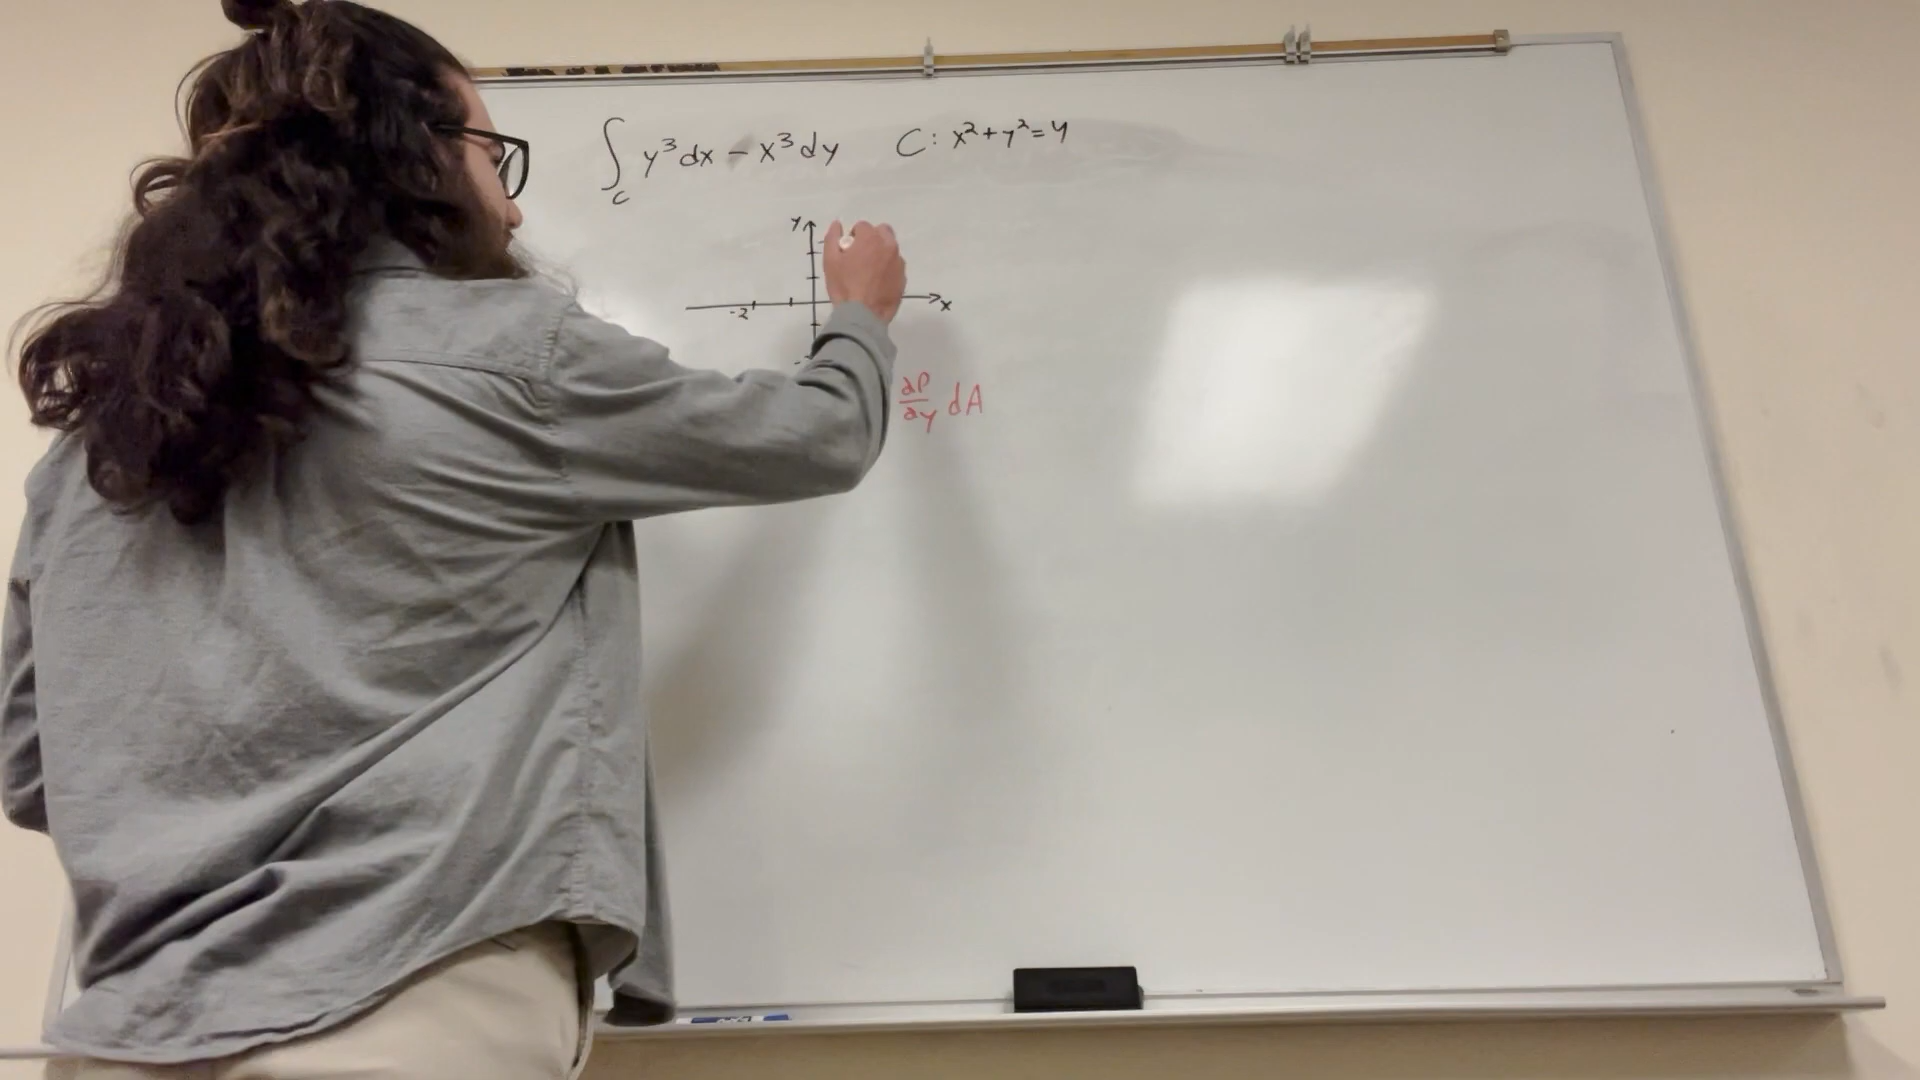 ∫_C y³dx − x³dy C: x²+y²=4
y
-2 x
∂P/∂y dA